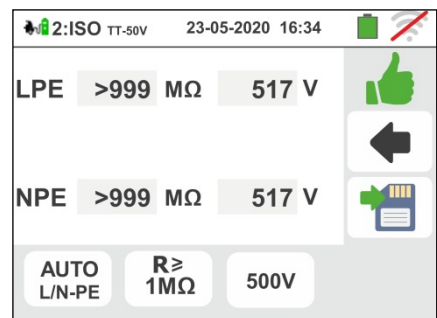 2:ISO TT-50V 23-05-2020 16:34
LPE >999 MΩ 517 V
NPE >999 MΩ 517 V
AUTO R≥ 500V
L/N-PE 1MΩ